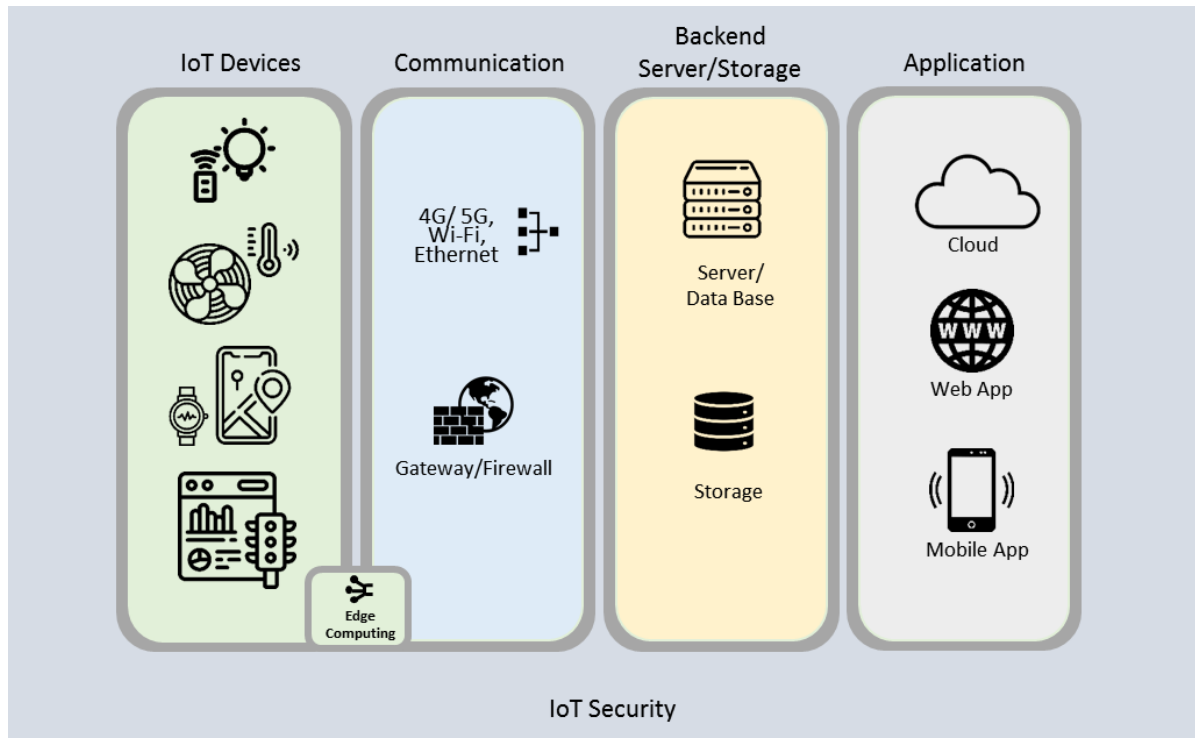 IoT Devices
Communication
Backend
Server/Storage
Application
4G/ 5G,
Wi-Fi,
Ethernet
Gateway/Firewall
Edge
Computing
Server/
Data Base
Storage
Cloud
WWW
Web App
Mobile App
IoT Security